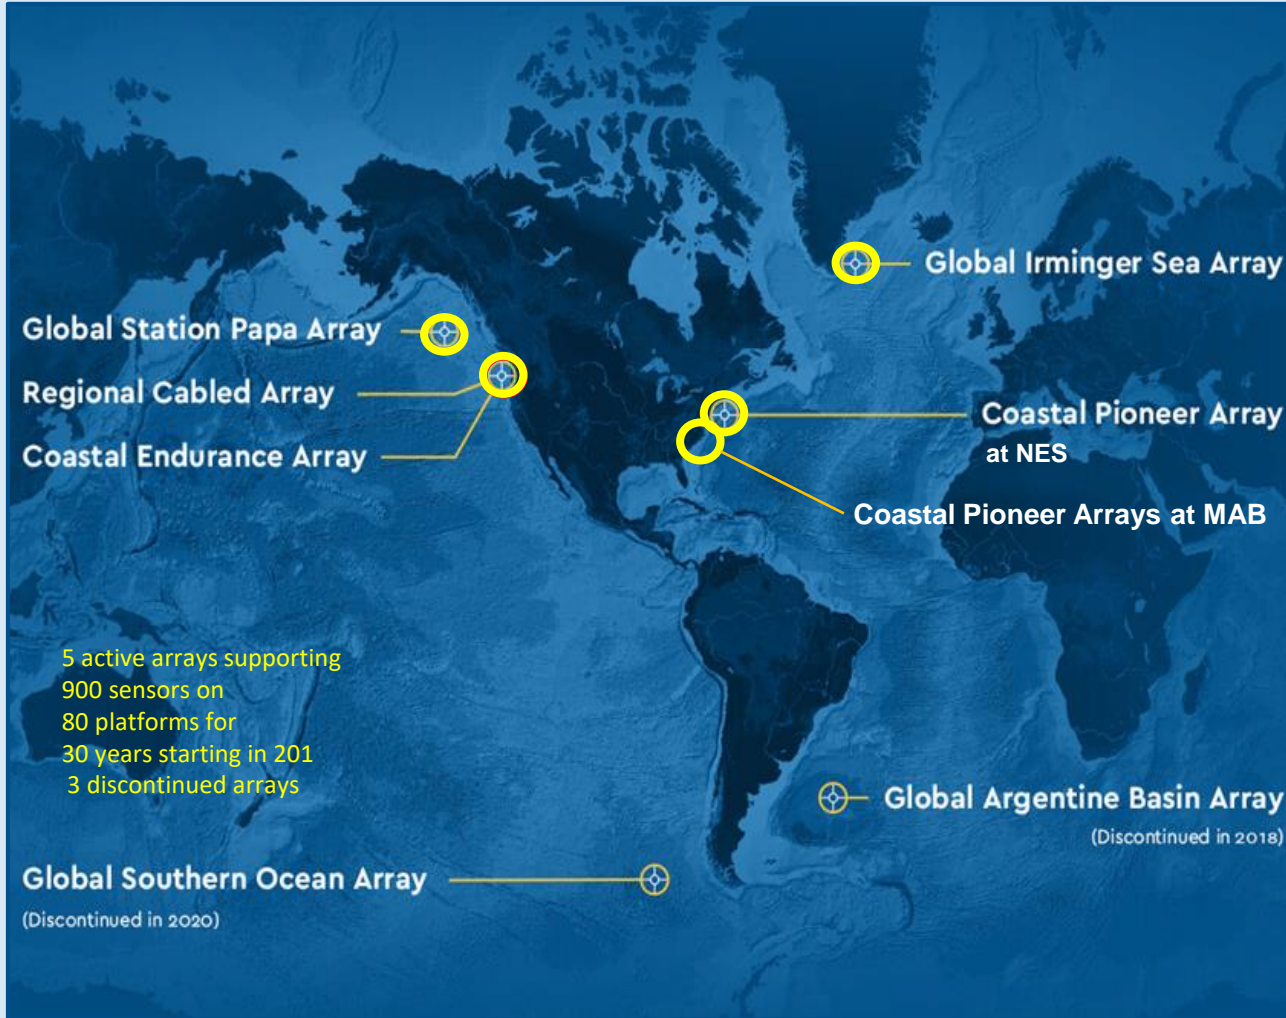 Global Irminger Sea Array
Global Station Papa Array
Regional Cabled Array
Coastal Pioneer Array
at NES
Coastal Endurance Array
Coastal Pioneer Arrays at MAB
5 active arrays supporting
900 sensors on
80 platforms for
30 years starting in 201
3 discontinued arrays
Global Argentine Basin Array
(Discontinued in 2018)
Global Southern Ocean Array
(Discontinued in 2020)